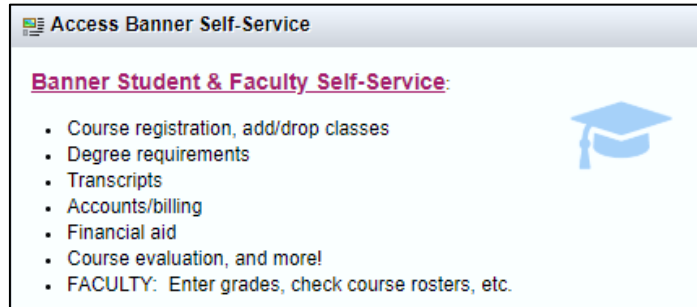 Access Banner Self-Service
Banner Student & Faculty Self-Service:
• Course registration, add/drop classes
• Degree requirements
• Transcripts
• Accounts/billing
• Financial aid
• Course evaluation, and more!
• FACULTY:  Enter grades, check course rosters, etc.